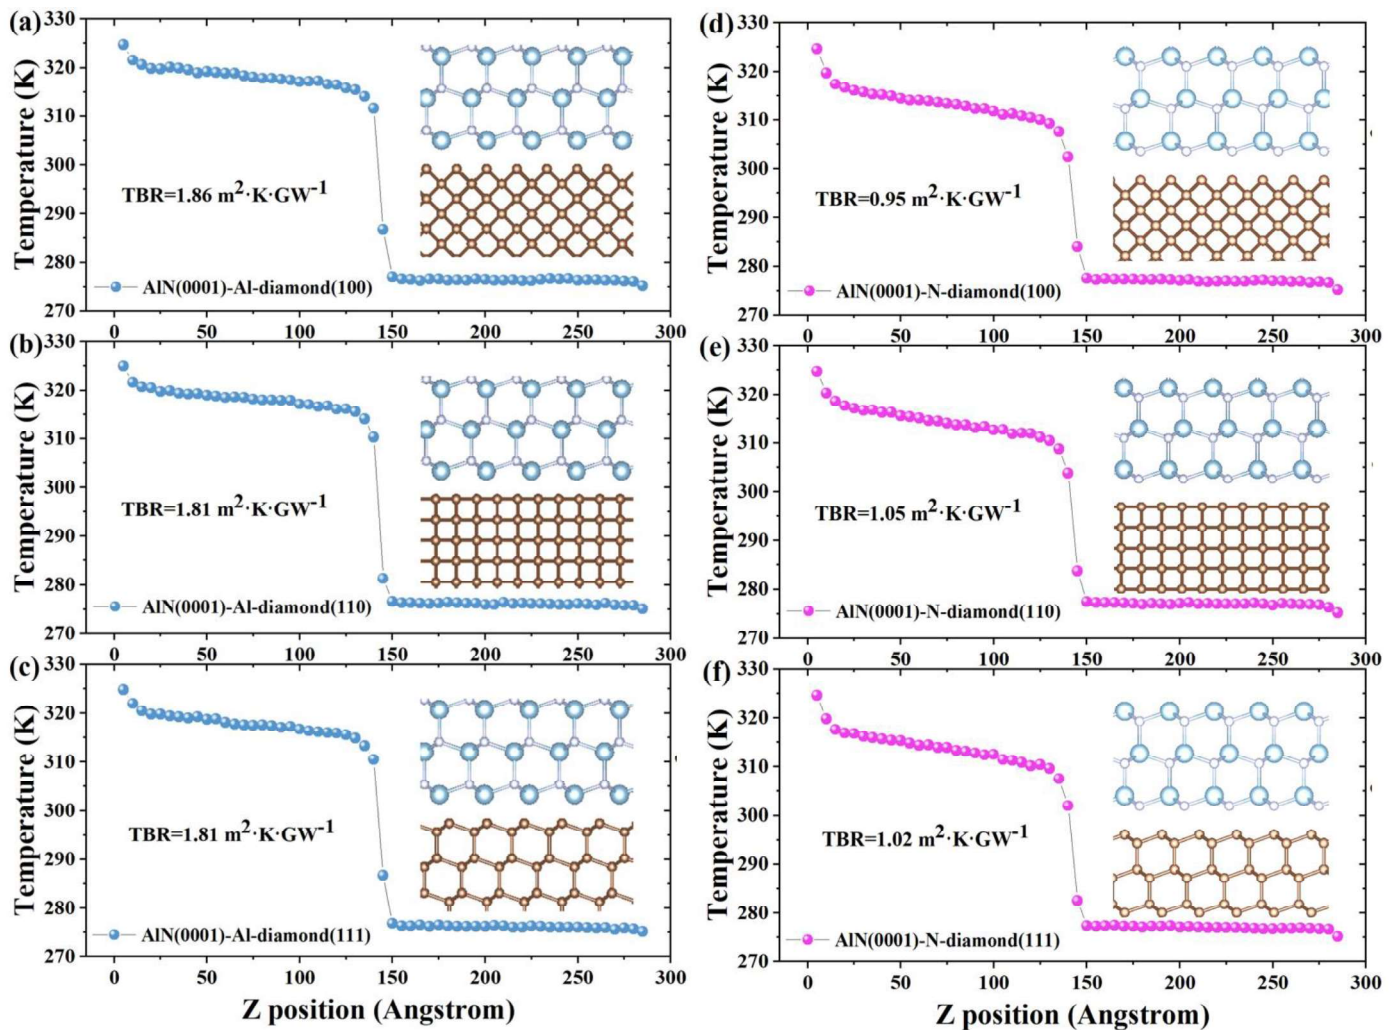 (a)
330
320
310
300
290
280
270
Temperature (K)
TBR=1.86 m²·K·GW⁻¹
AlN(0001)-Al-diamond(100)
0 50 100 150 200 250 300
(b)
330
320
310
300
290
280
270
Temperature (K)
TBR=1.81 m²·K·GW⁻¹
AlN(0001)-Al-diamond(110)
0 50 100 150 200 250 300
(c)
330
320
310
300
290
280
270
Temperature (K)
TBR=1.81 m²·K·GW⁻¹
AlN(0001)-Al-diamond(111)
0 50 100 150 200 250 300
Z position (Angstrom)
(d)
330
320
310
300
290
280
270
Temperature (K)
TBR=0.95 m²·K·GW⁻¹
AlN(0001)-N-diamond(100)
0 50 100 150 200 250 300
(e)
330
320
310
300
290
280
270
Temperature (K)
TBR=1.05 m²·K·GW⁻¹
AlN(0001)-N-diamond(110)
0 50 100 150 200 250 300
(f)
330
320
310
300
290
280
270
Temperature (K)
TBR=1.02 m²·K·GW⁻¹
AlN(0001)-N-diamond(111)
0 50 100 150 200 250 300
Z position (Angstrom)